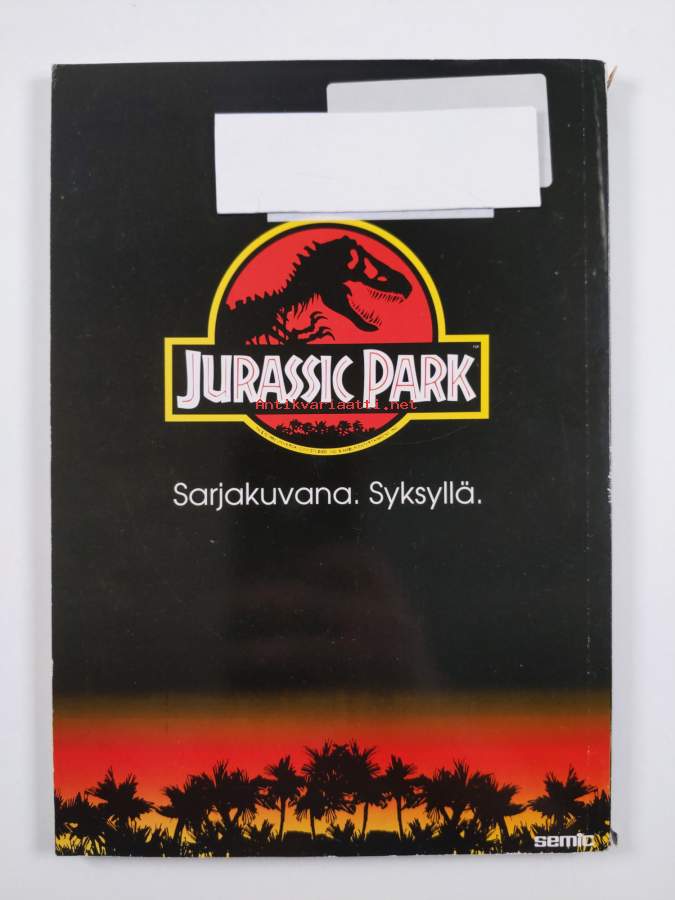 JURASSIC PARK
Antikvariaatti.net
Sarjakuvana. Syksyllä.
semic